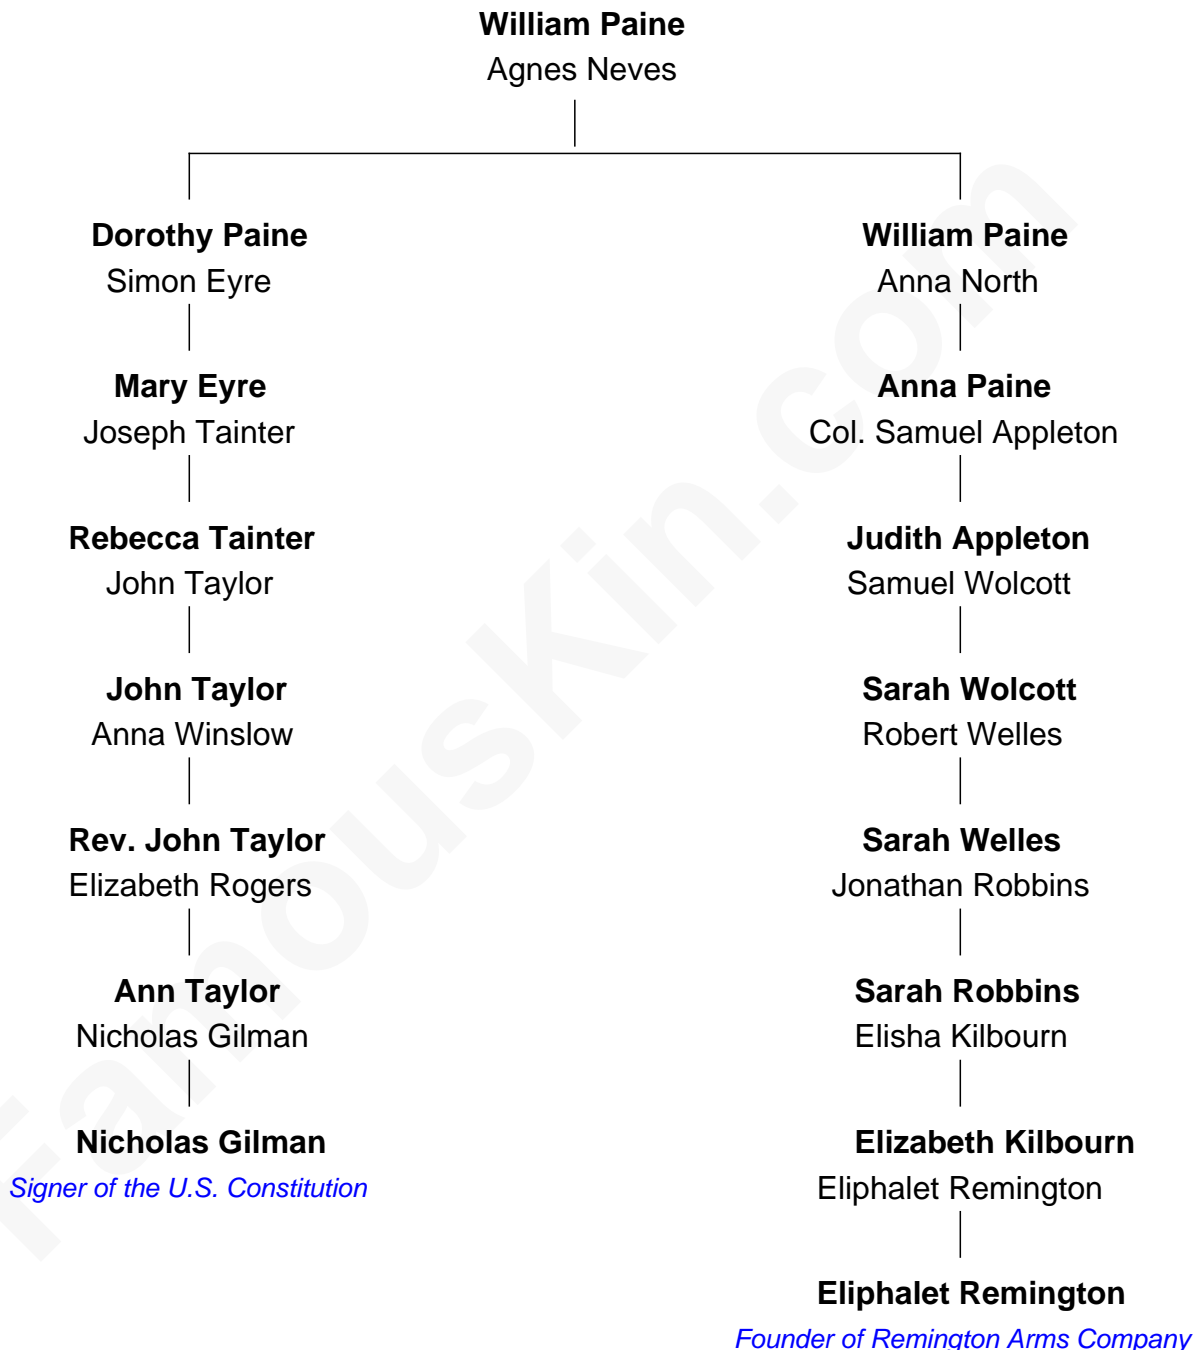 William Paine
Agnes Neves
Dorothy Paine
Simon Eyre
Mary Eyre
Joseph Tainter
Rebecca Tainter
John Taylor
John Taylor
Anna Winslow
Rev. John Taylor
Elizabeth Rogers
Ann Taylor
Nicholas Gilman
Nicholas Gilman
Signer of the U.S. Constitution
William Paine
Anna North
Anna Paine
Col. Samuel Appleton
Judith Appleton
Samuel Wolcott
Sarah Wolcott
Robert Welles
Sarah Welles
Jonathan Robbins
Sarah Robbins
Elisha Kilbourn
Elizabeth Kilbourn
Eliphalet Remington
Eliphalet Remington
Founder of Remington Arms Company
FamousKin.com